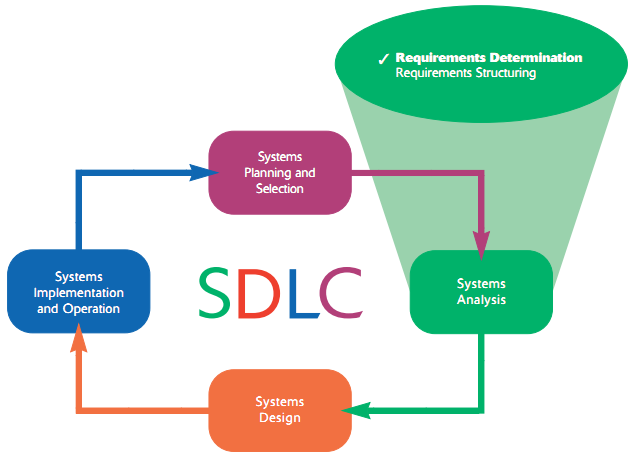 ✓ Requirements Determination
Requirements Structuring
Systems
Planning and
Selection
Systems
Implementation
and Operation
SDLC
Systems
Analysis
Systems
Design